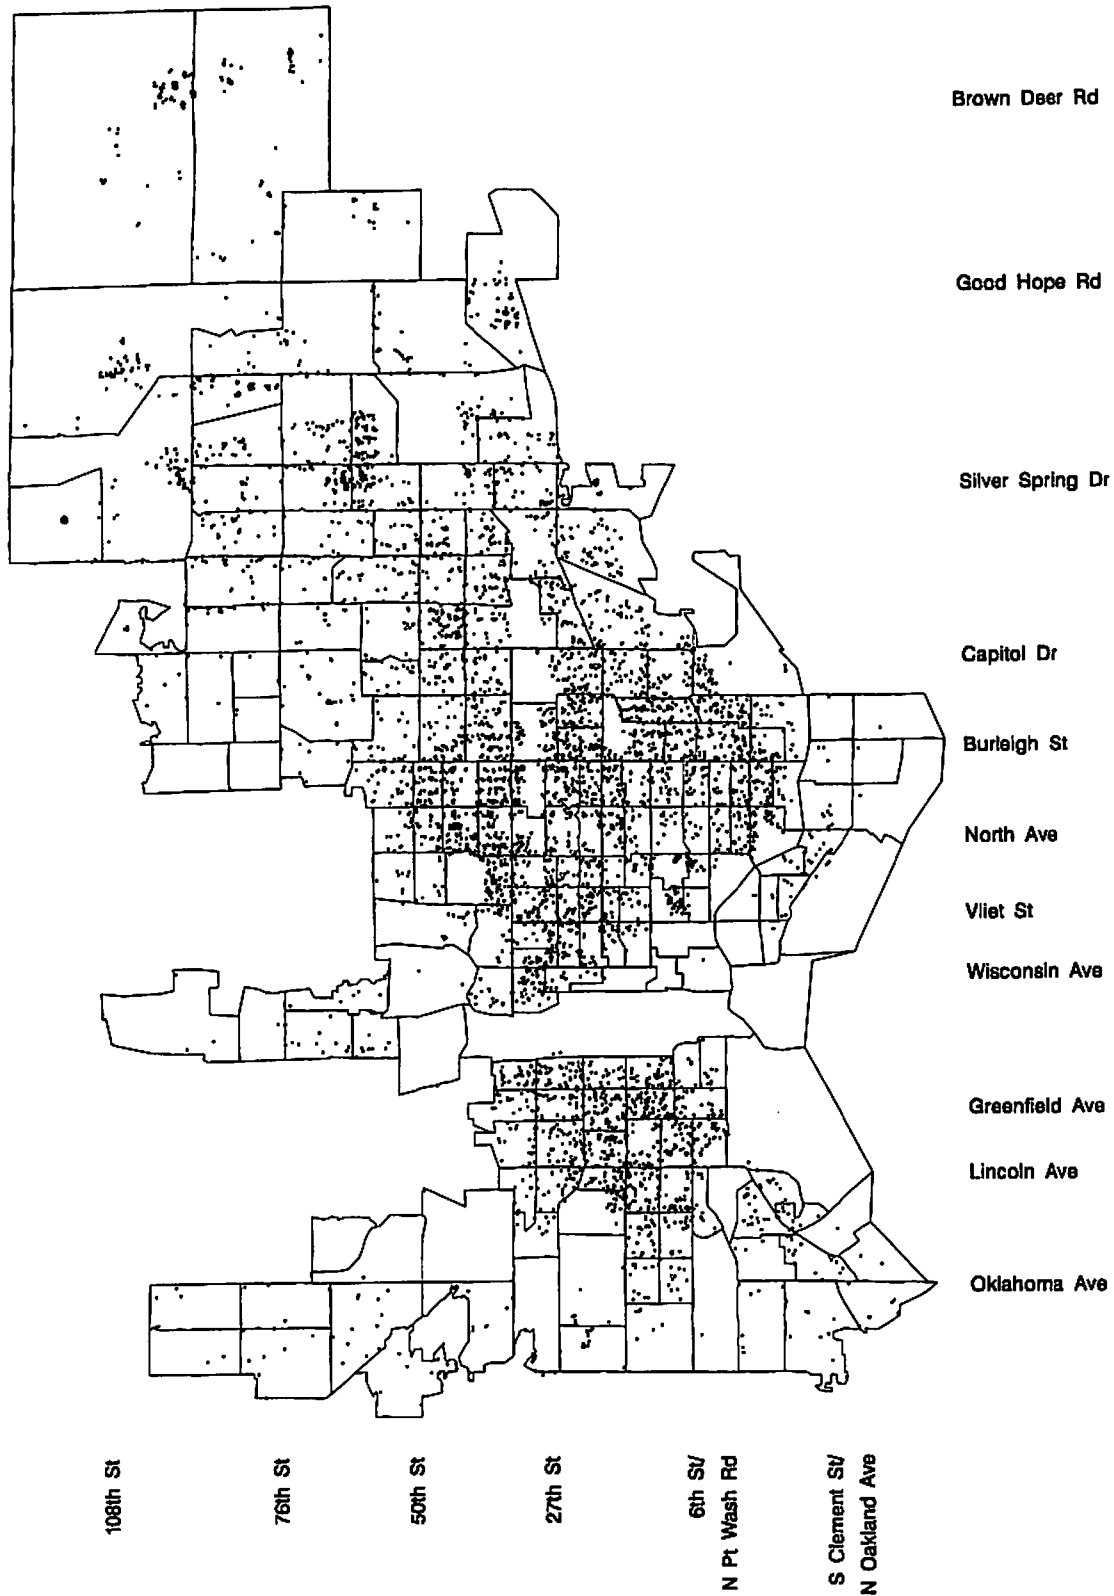 Brown Deer Rd
Good Hope Rd
Silver Spring Dr
Capitol Dr
Burleigh St
North Ave
Vliet St
Wisconsin Ave
Greenfield Ave
Lincoln Ave
Oklahoma Ave
108th St
76th St
50th St
27th St
6th St/
N Pt Wash Rd
S Clement St/
N Oakland Ave